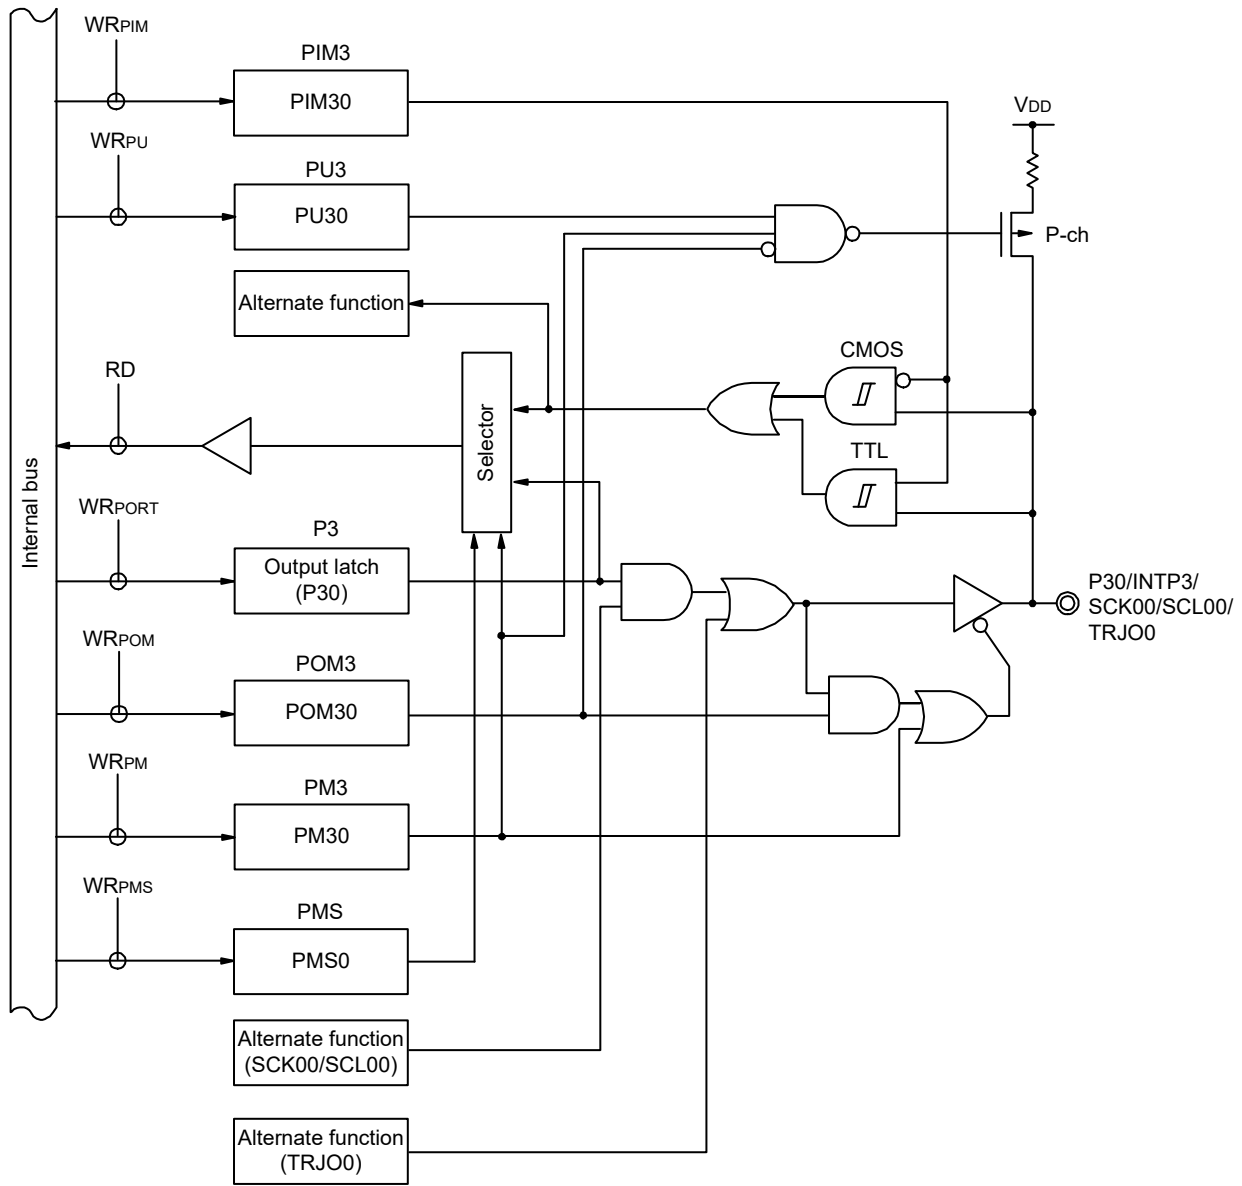 WRPIM
PIM3
PIM30
VDD
WRPU
PU3
PU30
P-ch
Alternate function
CMOS
RD
Selector
TTL
Internal bus
WRPORT
P3
Output latch
(P30)
P30/INTP3/
SCK00/SCL00/
TRJO0
WRPOM
POM3
POM30
WRPM
PM3
PM30
WRPMS
PMS
PMS0
Alternate function
(SCK00/SCL00)
Alternate function
(TRJO0)